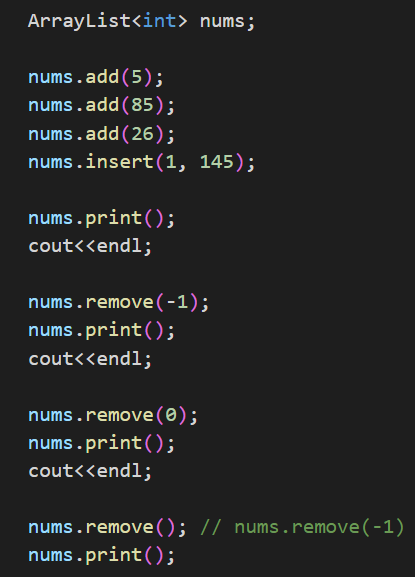 ArrayList<int> nums;
nums.add(5);
nums.add(85);
nums.add(26);
nums.insert(1, 145);
nums.print();
cout<<endl;
nums.remove(-1);
nums.print();
cout<<endl;
nums.remove(0);
nums.print();
cout<<endl;
nums.remove(); // nums.remove(-1)
nums.print();